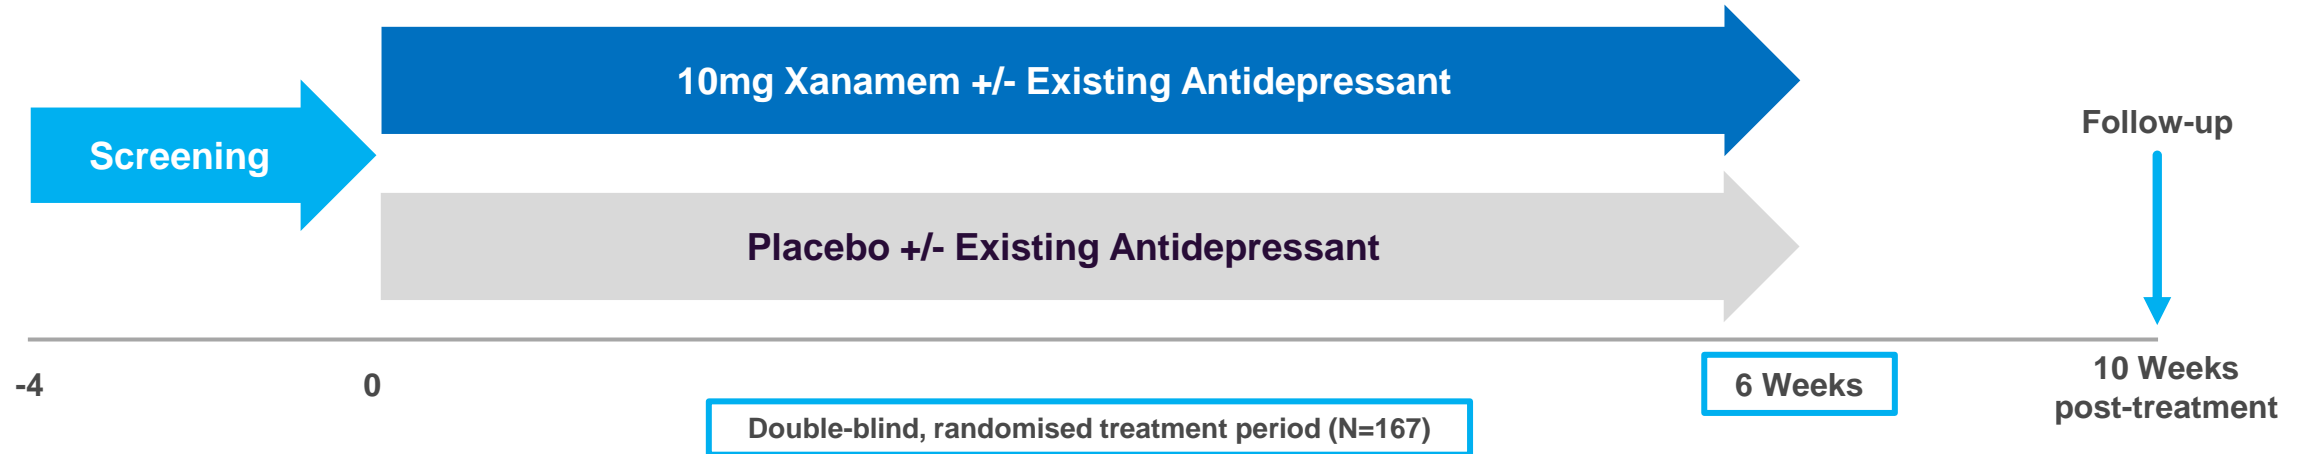 10mg Xanamem +/- Existing Antidepressant
Screening
Follow-up
Placebo +/- Existing Antidepressant
-4
0
6 Weeks
10 Weeks
post-treatment
Double-blind, randomised treatment period (N=167)